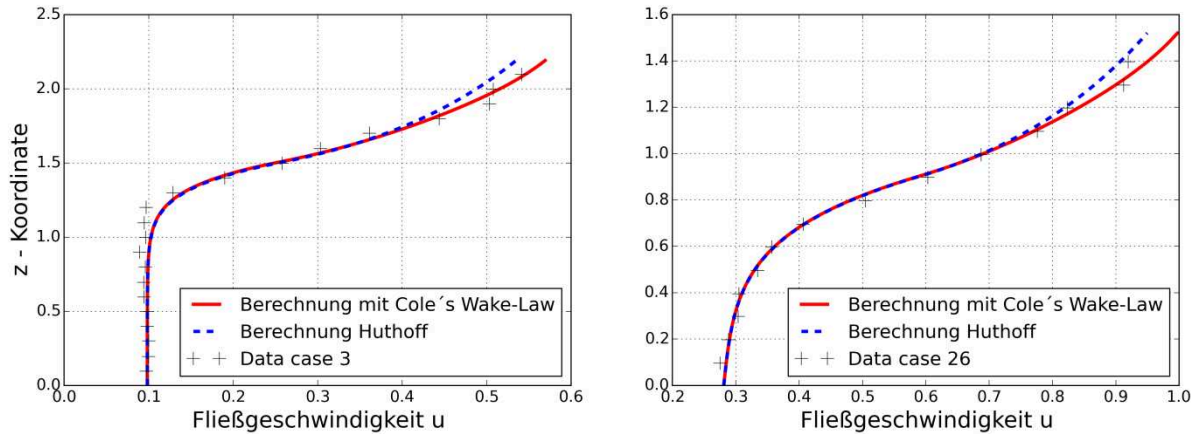 2.5
2.0
1.5
1.0
0.5
0.0
z - Koordinate
0.0 0.1 0.2 0.3 0.4 0.5 0.6
Fließgeschwindigkeit u
Berechnung mit Cole´s Wake-Law
Berechnung Huthoff
Data case 3
1.6
1.4
1.2
1.0
0.8
0.6
0.4
0.2
0.0
0.2 0.3 0.4 0.5 0.6 0.7 0.8 0.9 1.0
Fließgeschwindigkeit u
Berechnung mit Cole´s Wake-Law
Berechnung Huthoff
Data case 26